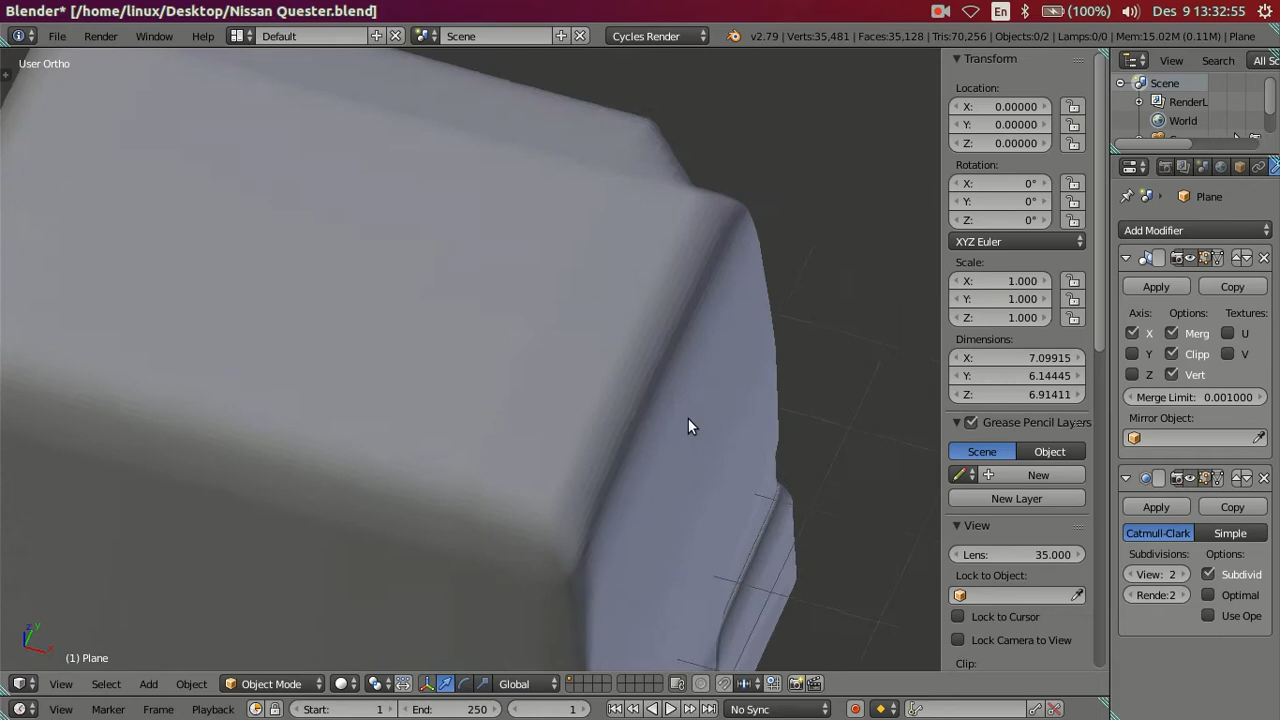 Blender* [/home/linux/Desktop/Nissan Quester.blend]
En (100%) Des 9 13:32:55
File Render Window Help Default Scene Cycles Render v2.79 | Verts:35,481 | Faces:35,128 | Tris:70,256 | Objects:0/2 | Lamps:0/0 | Mem:15.02M (0.11M) | Plane
User Ortho
(1) Plane
View Select Add Object Object Mode Global
View Marker Frame Playback Start: 1 End: 250 1 No Sync
Transform
Location:
X: 0.00000
Y: 0.00000
Z: 0.00000
Rotation:
X: 0°
Y: 0°
Z: 0°
XYZ Euler
Scale:
X: 1.000
Y: 1.000
Z: 1.000
Dimensions:
X: 7.09915
Y: 6.14445
Z: 6.91411
Grease Pencil Layers
Scene Object
New
New Layer
View
Lens: 35.000
Lock to Object:
Lock to Cursor
Lock Camera to View
Clip:
View Search All Sc
Scene
RenderL
World
Plane
Add Modifier
Apply Copy
Axis: Options: Textures:
X Merg U
Y Clipp V
Z Vert
Merge Limit: 0.001000
Mirror Object:
Apply Copy
Catmull-Clark Simple
Subdivisions: Options:
View: 2 Subdivid
Rende:2 Optimal
Use Ope